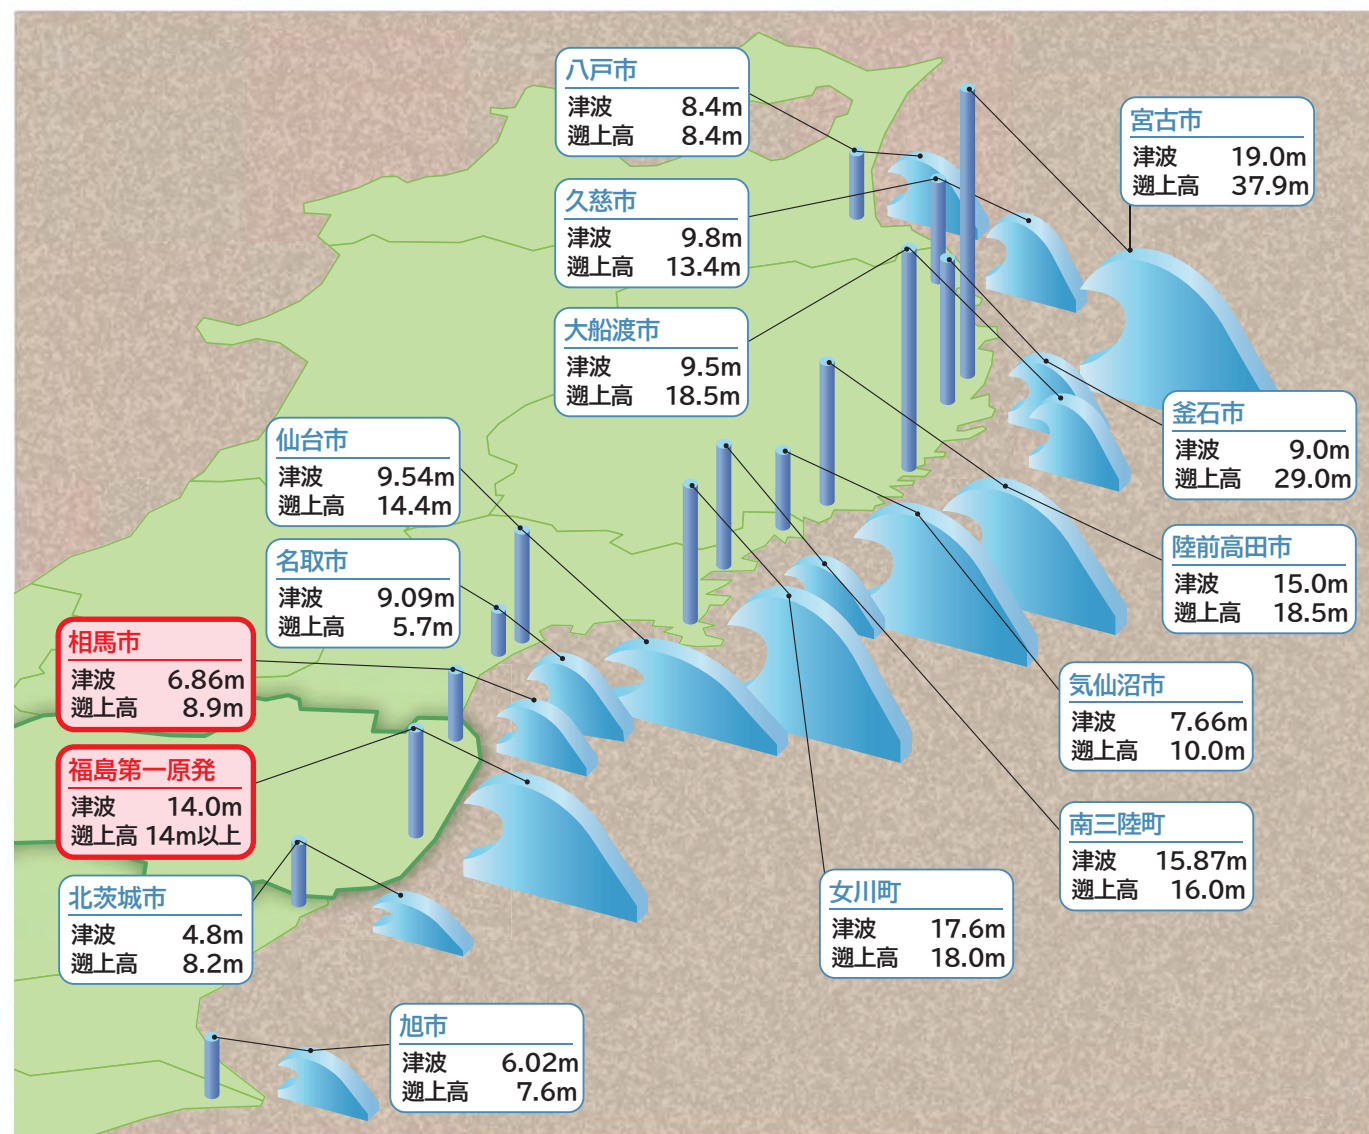 八戸市
津波 8.4m
遡上高 8.4m
宮古市
津波 19.0m
遡上高 37.9m
久慈市
津波 9.8m
遡上高 13.4m
大船渡市
津波 9.5m
遡上高 18.5m
釜石市
津波 9.0m
遡上高 29.0m
仙台市
津波 9.54m
遡上高 14.4m
陸前高田市
津波 15.0m
遡上高 18.5m
名取市
津波 9.09m
遡上高 5.7m
相馬市
津波 6.86m
遡上高 8.9m
気仙沼市
津波 7.66m
遡上高 10.0m
福島第一原発
津波 14.0m
遡上高 14m以上
南三陸町
津波 15.87m
遡上高 16.0m
女川町
津波 17.6m
遡上高 18.0m
北茨城市
津波 4.8m
遡上高 8.2m
旭市
津波 6.02m
遡上高 7.6m